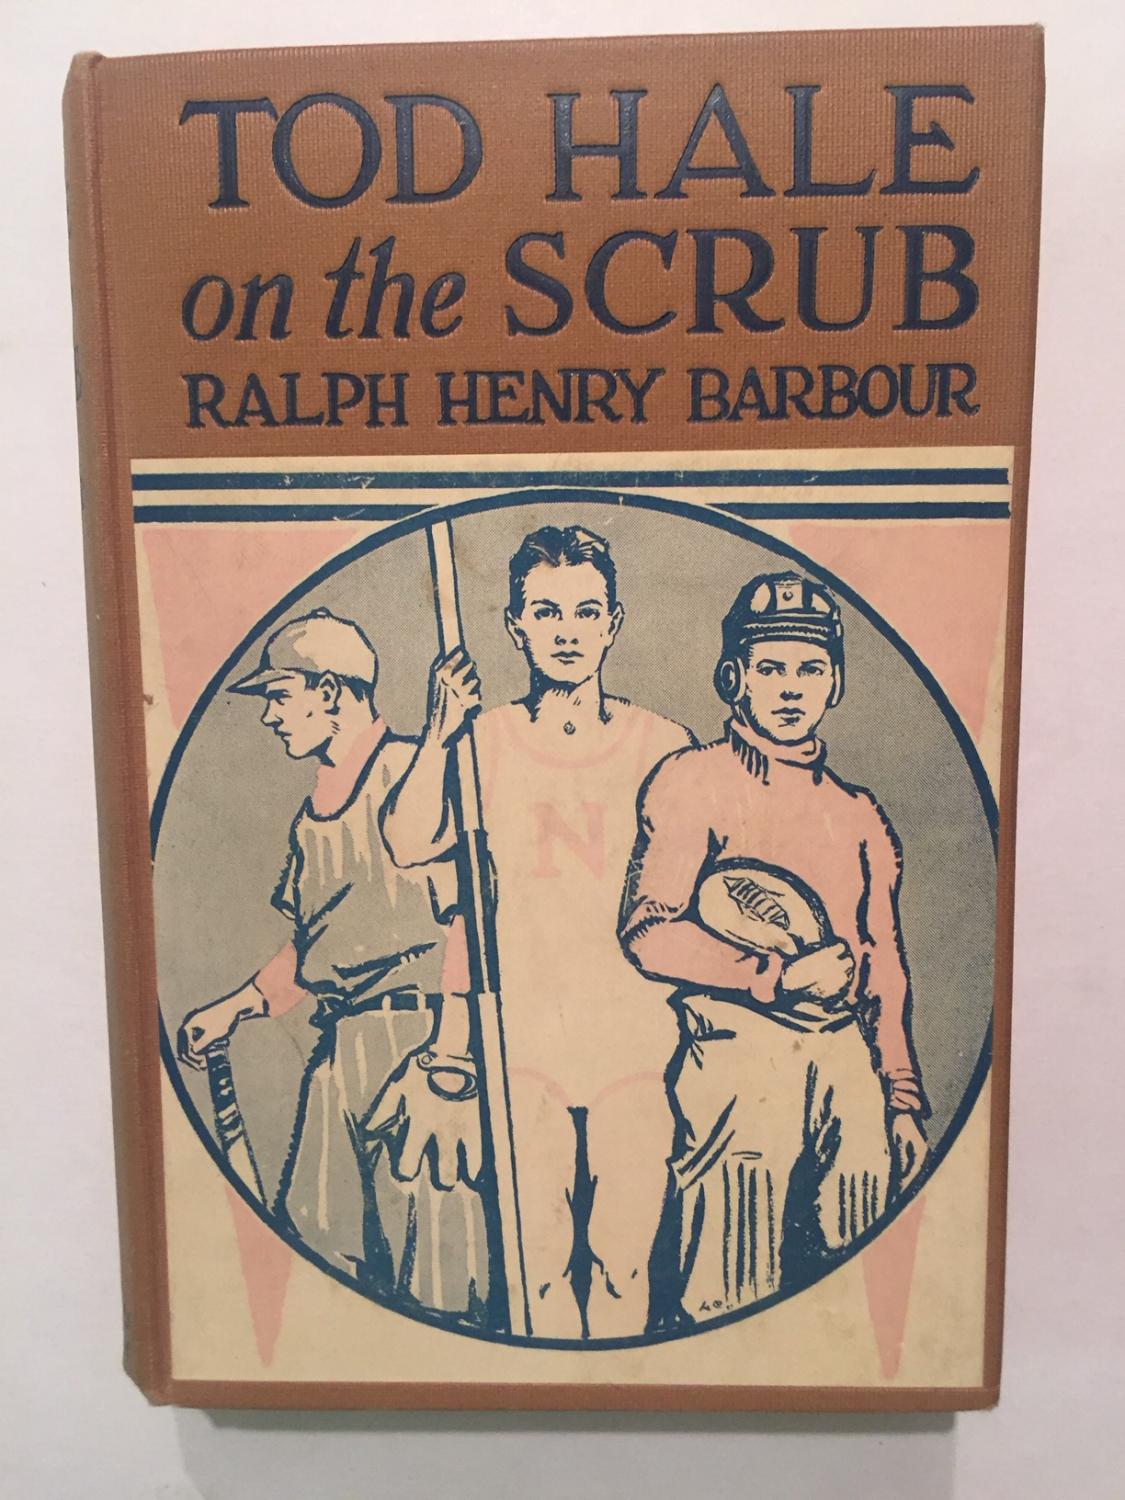 TOD HALE
on the SCRUB
RALPH HENRY BARBOUR
N